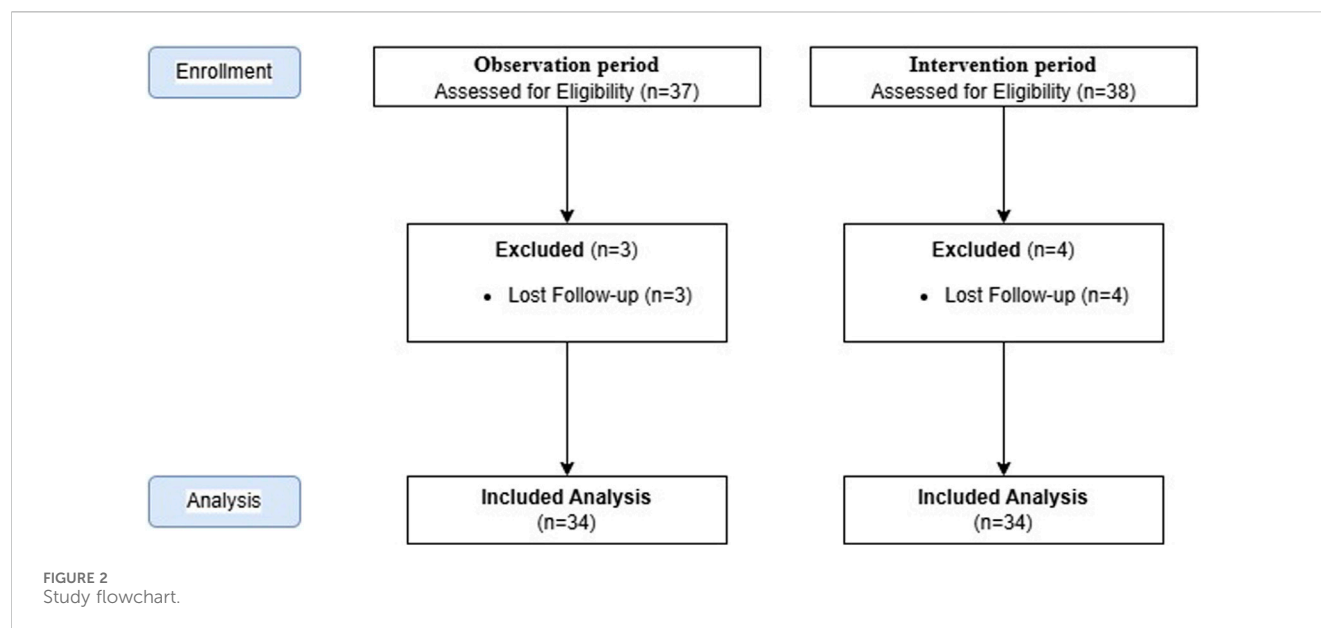 Enrollment
Observation period
Assessed for Eligibility (n=37)
Intervention period
Assessed for Eligibility (n=38)
Excluded (n=3)
• Lost Follow-up (n=3)
Excluded (n=4)
• Lost Follow-up (n=4)
Analysis
Included Analysis
(n=34)
Included Analysis
(n=34)
FIGURE 2
Study flowchart.